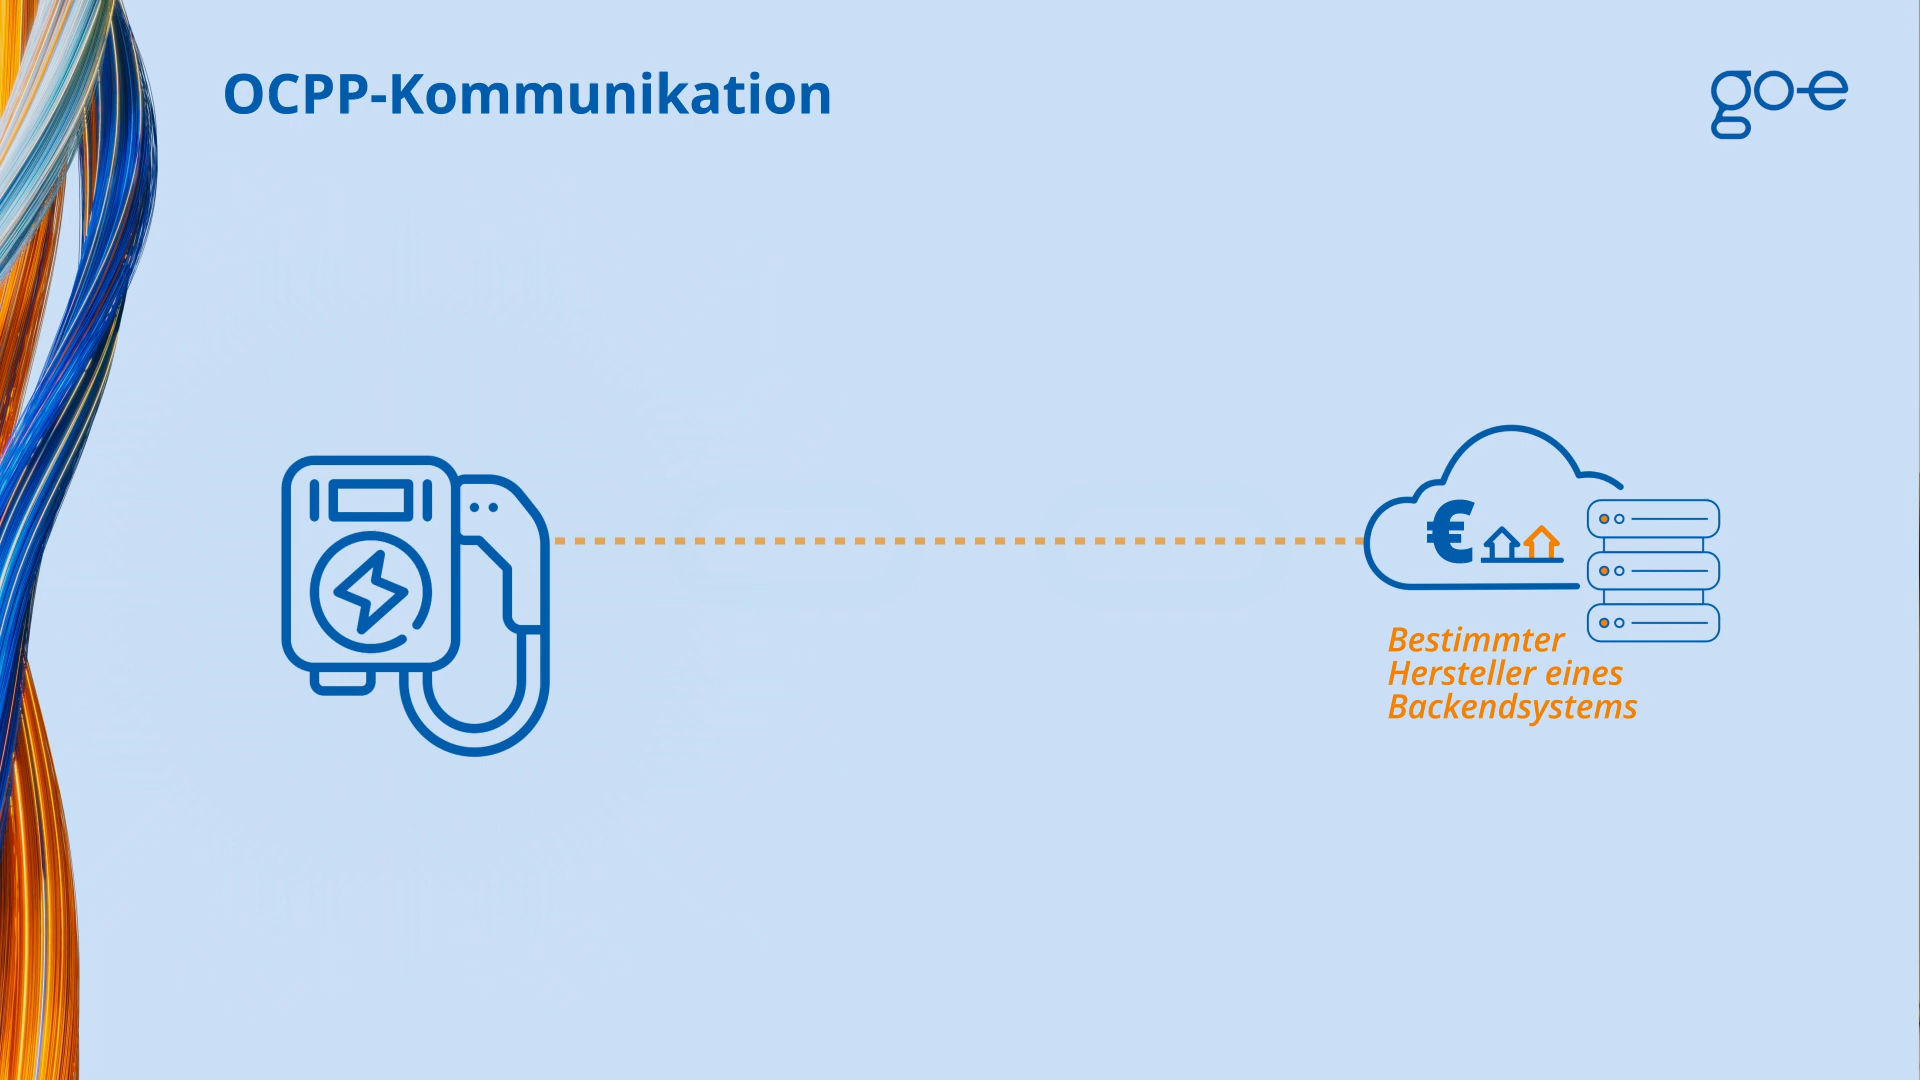 OCPP-Kommunikation
go-e
€
Bestimmter
Hersteller eines
Backendsystems